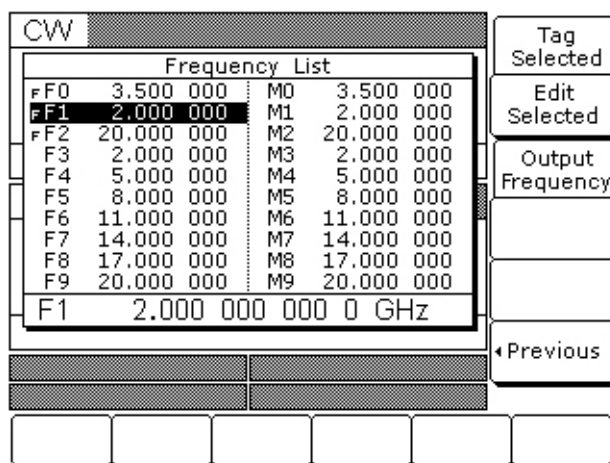 CW
Frequency List
F F0 3.500 000 M0 3.500 000
F F1 2.000 000 M1 2.000 000
F F2 20.000 000 M2 20.000 000
F3 2.000 000 M3 2.000 000
F4 5.000 000 M4 5.000 000
F5 8.000 000 M5 8.000 000
F6 11.000 000 M6 11.000 000
F7 14.000 000 M7 14.000 000
F8 17.000 000 M8 17.000 000
F9 20.000 000 M9 20.000 000
F1 2.000 000 000 0 GHz
Tag
Selected
Edit
Selected
Output
Frequency
Previous